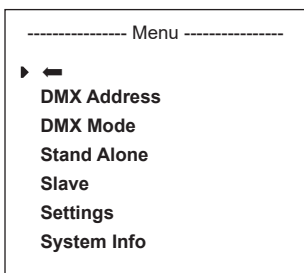 ---------------- Menu ----------------
DMX Address
DMX Mode
Stand Alone
Slave
Settings
System Info